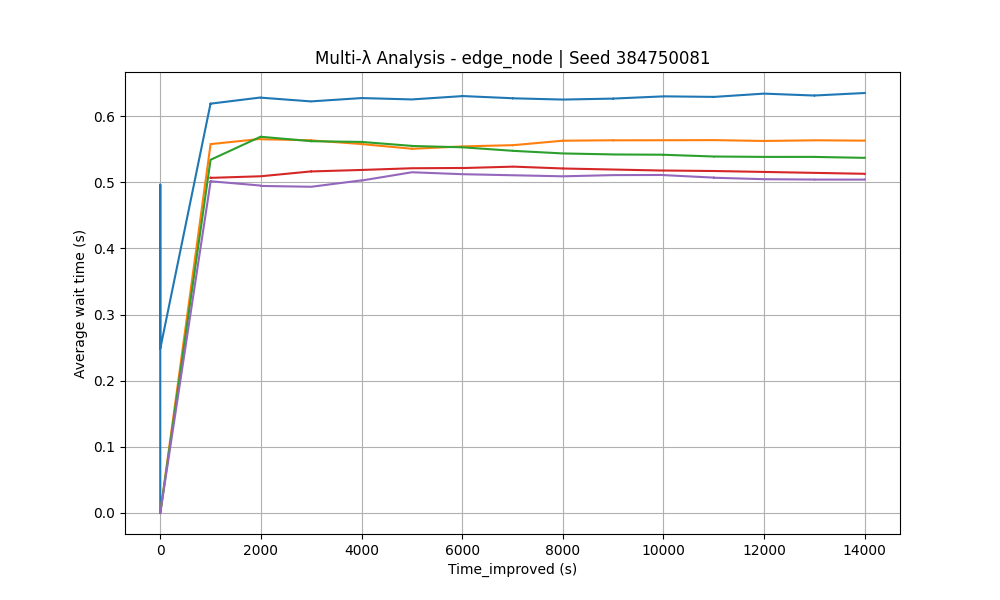 Multi-λ Analysis - edge_node | Seed 384750081
Average wait time (s)
0.6
0.5
0.4
0.3
0.2
0.1
0.0
0 2000 4000 6000 8000 10000 12000 14000
Time_improved (s)